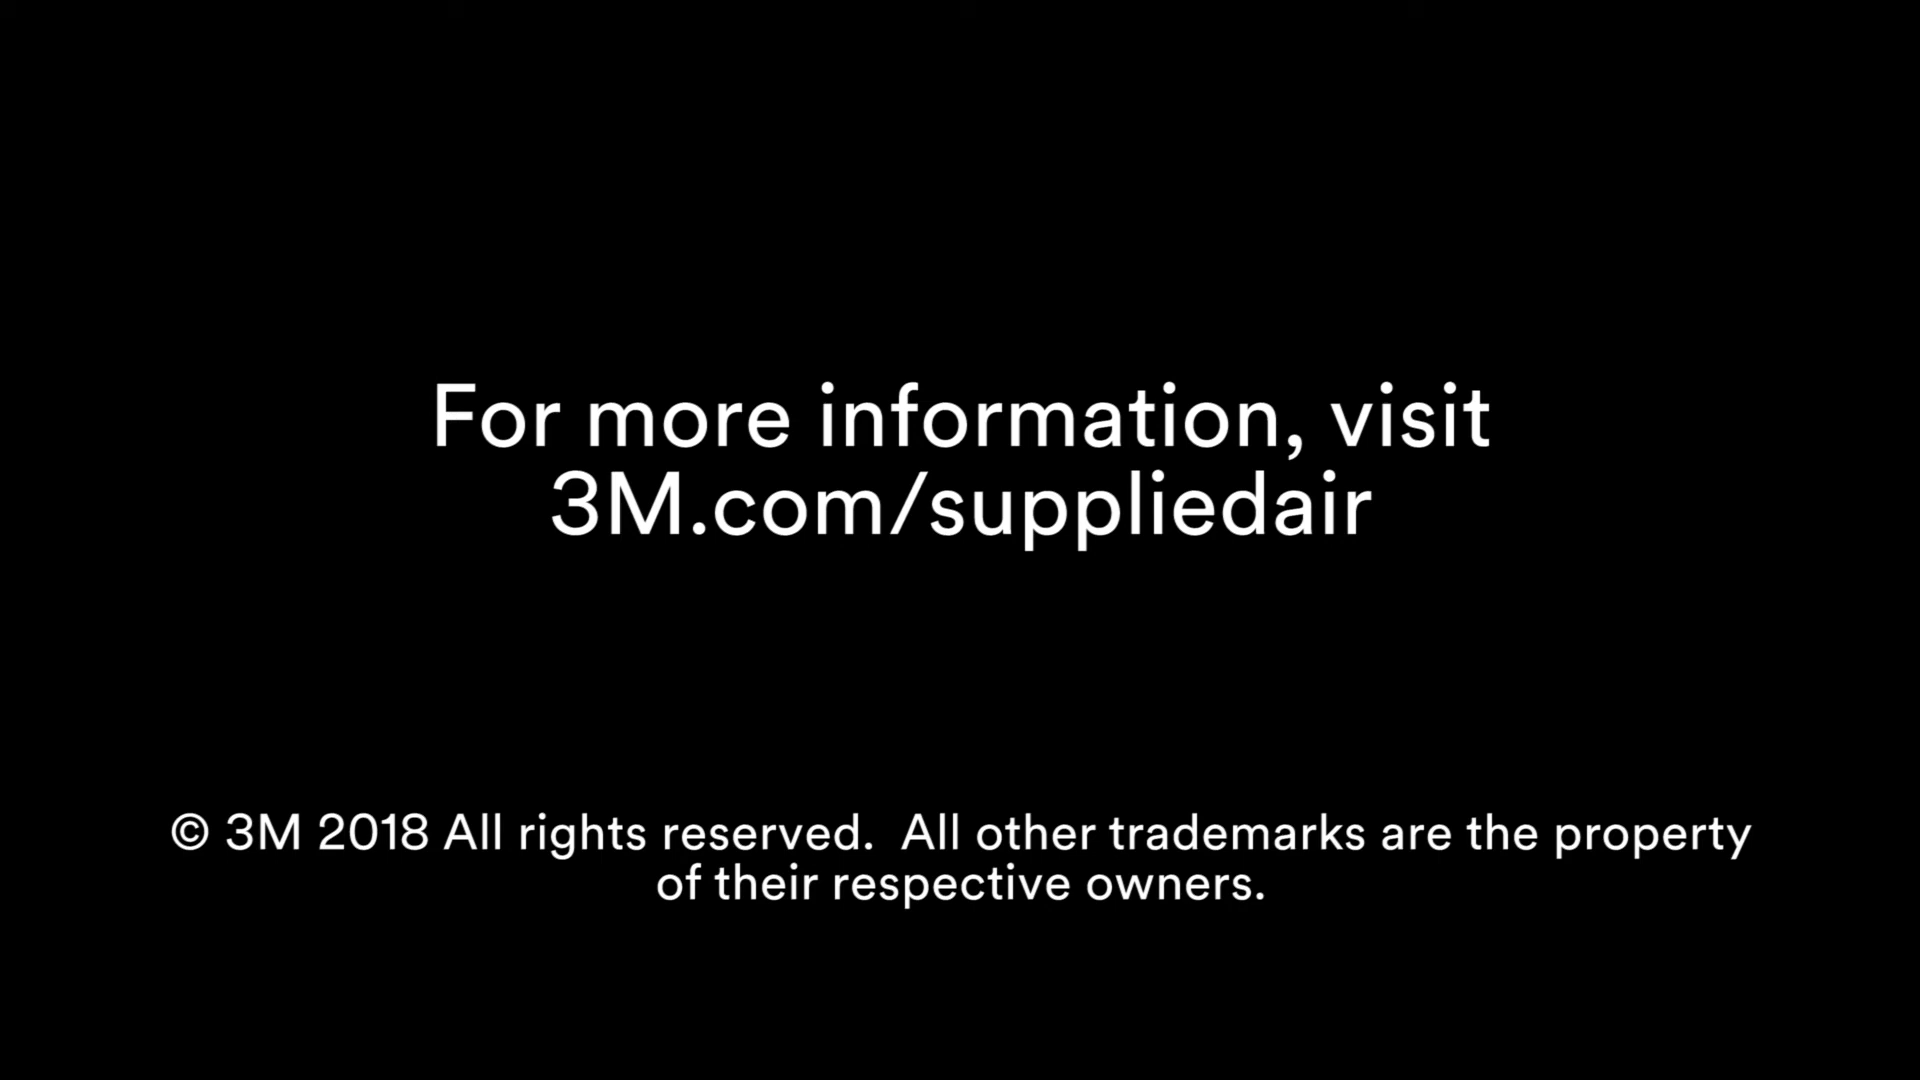 For more information, visit
3M.com/suppliedair
© 3M 2018 All rights reserved.  All other trademarks are the property
of their respective owners.